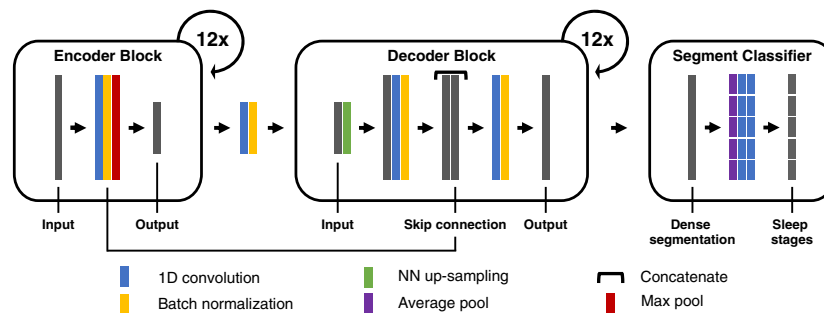 Encoder Block
12x
Decoder Block
12x
Segment Classifier
Input
Output
Input
Skip connection
Output
Dense
segmentation
Sleep
stages
1D convolution
NN up-sampling
Concatenate
Batch normalization
Average pool
Max pool